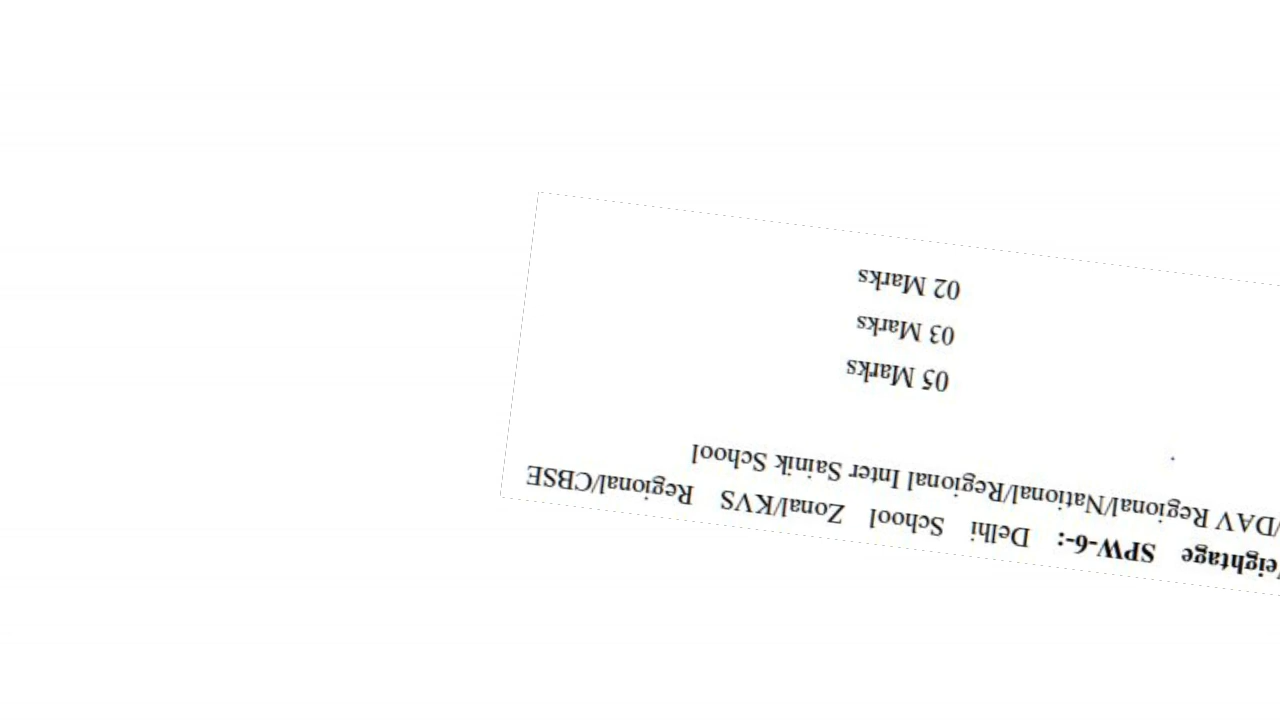 eightage SPW-6-: Delhi School Zonal/KVS Regional/CBSE
/DAV Regional/National/Regional Inter Sainik School
05 Marks
03 Marks
02 Marks